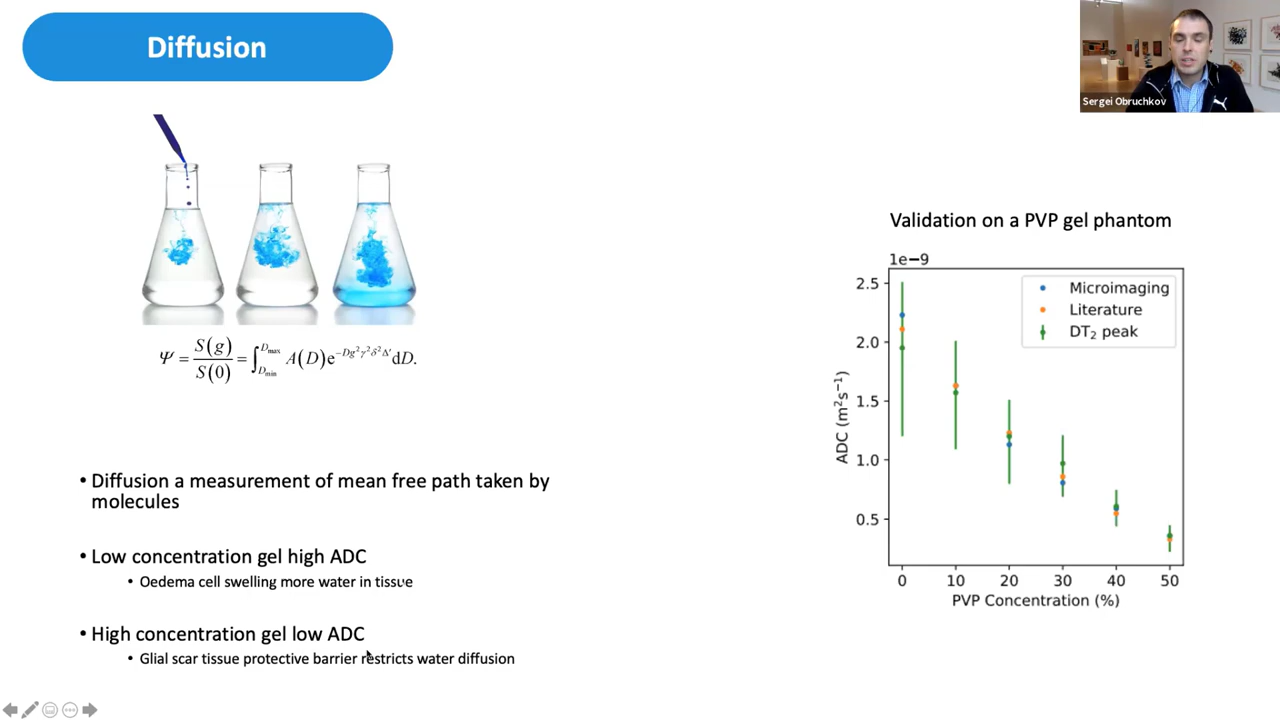 Diffusion
Sergei Obruchkov
Ψ = S(g)/S(0) = ∫_{D_min}^{D_max} A(D)e^{−Dg²γ²δ²Δ′}dD.
• Diffusion a measurement of mean free path taken by
molecules
• Low concentration gel high ADC
• Oedema cell swelling more water in tissue
• High concentration gel low ADC
• Glial scar tissue protective barrier restricts water diffusion
Validation on a PVP gel phantom
1e−9
Microimaging
Literature
DT₂ peak
2.5
2.0
1.5
1.0
0.5
ADC (m²s⁻¹)
0 10 20 30 40 50
PVP Concentration (%)